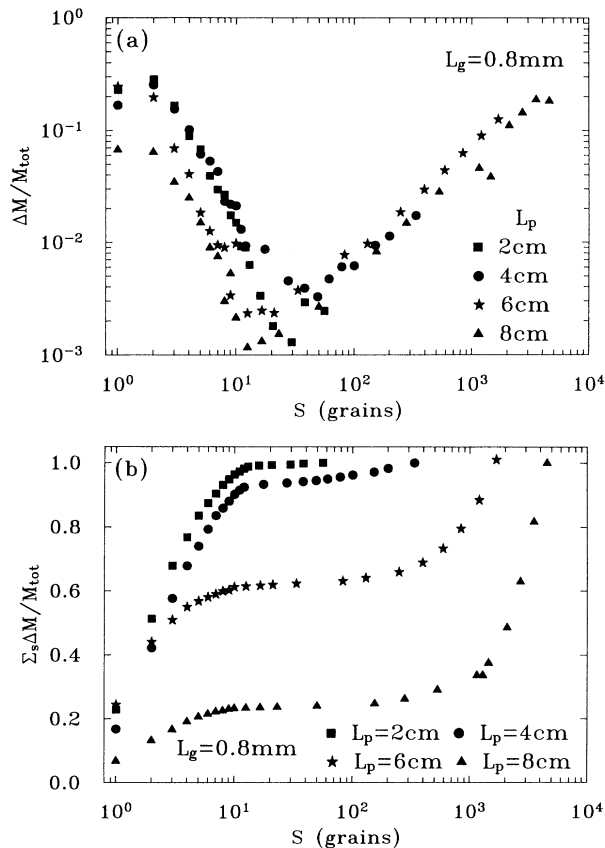 (a)
L_g=0.8mm
ΔM/M_tot
10^0
10^-1
10^-2
10^-3
L_p
■ 2cm
● 4cm
★ 6cm
▲ 8cm
10^0 10^1 10^2 10^3 10^4
S (grains)
(b)
Σ_sΔM/M_tot
1.0
0.8
0.6
0.4
0.2
0.0
L_g=0.8mm
■ L_p=2cm ● L_p=4cm
★ L_p=6cm ▲ L_p=8cm
10^0 10^1 10^2 10^3 10^4
S (grains)